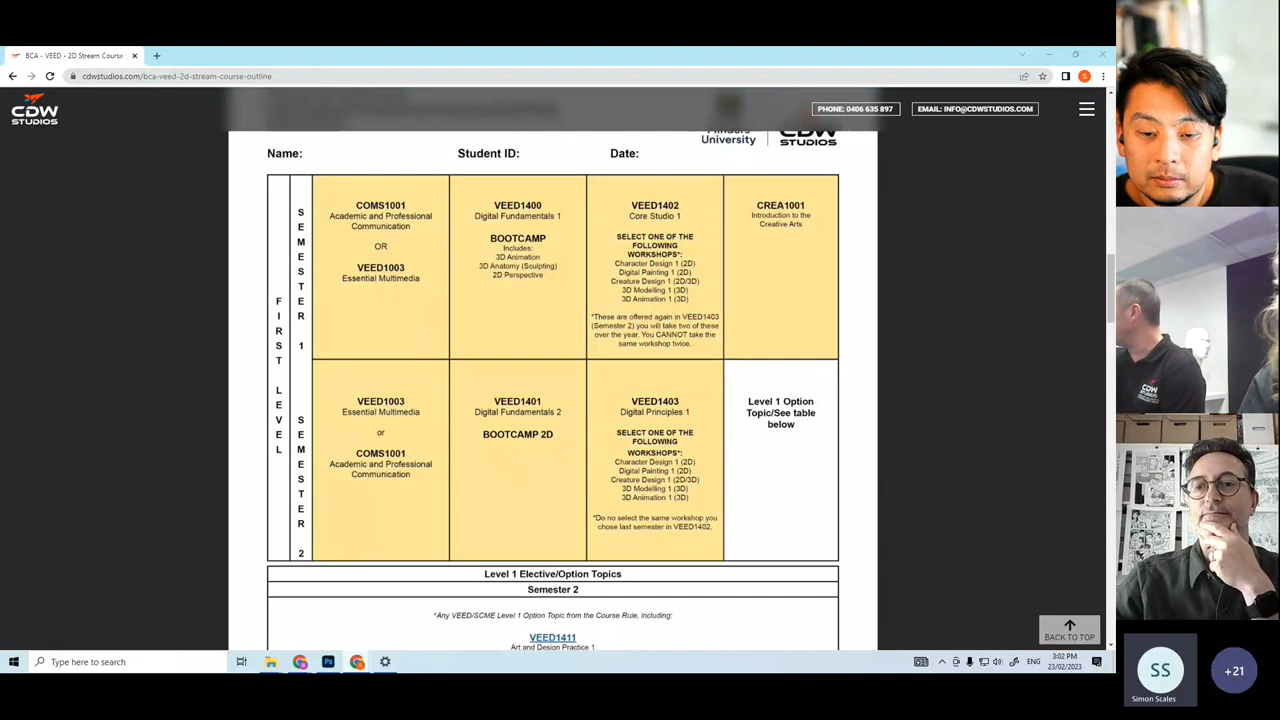 BCA - VEED - 2D Stream Course
cdwstudios.com/bca-veed-2d-stream-course-outline
CDW
STUDIOS
PHONE: 0406 635 897
EMAIL: INFO@CDWSTUDIOS.COM
Flinders
University
CDW
STUDIOS
Name:
Student ID:
Date:
FIRST LEVEL
SEMESTER 1
COMS1001
Academic and Professional
Communication
OR
VEED1003
Essential Multimedia
VEED1400
Digital Fundamentals 1
BOOTCAMP
Includes:
3D Animation
3D Anatomy (Sculpting)
2D Perspective
VEED1402
Core Studio 1
SELECT ONE OF THE
FOLLOWING
WORKSHOPS*:
Character Design 1 (2D)
Digital Painting 1 (2D)
Creature Design 1 (2D/3D)
3D Modelling 1 (3D)
3D Animation 1 (3D)
*These are offered again in VEED1403
(Semester 2) you will take two of these
over the year. You CANNOT take the
same workshop twice.
CREA1001
Introduction to the
Creative Arts
SEMESTER 2
VEED1003
Essential Multimedia
or
COMS1001
Academic and Professional
Communication
VEED1401
Digital Fundamentals 2
BOOTCAMP 2D
VEED1403
Digital Principles 1
SELECT ONE OF THE
FOLLOWING
WORKSHOPS*:
Character Design 1 (2D)
Digital Painting 1 (2D)
Creature Design 1 (2D/3D)
3D Modelling 1 (3D)
3D Animation 1 (3D)
*Do no select the same workshop you
chose last semester in VEED1402.
Level 1 Option
Topic/See table
below
Level 1 Elective/Option Topics
Semester 2
*Any VEED/SCME Level 1 Option Topic from the Course Rule, including:
VEED1411
Art and Design Practice 1
BACK TO TOP
Type here to search
Ps
ENG
3:02 PM
23/02/2023
CDW
SS
Simon Scales
+21